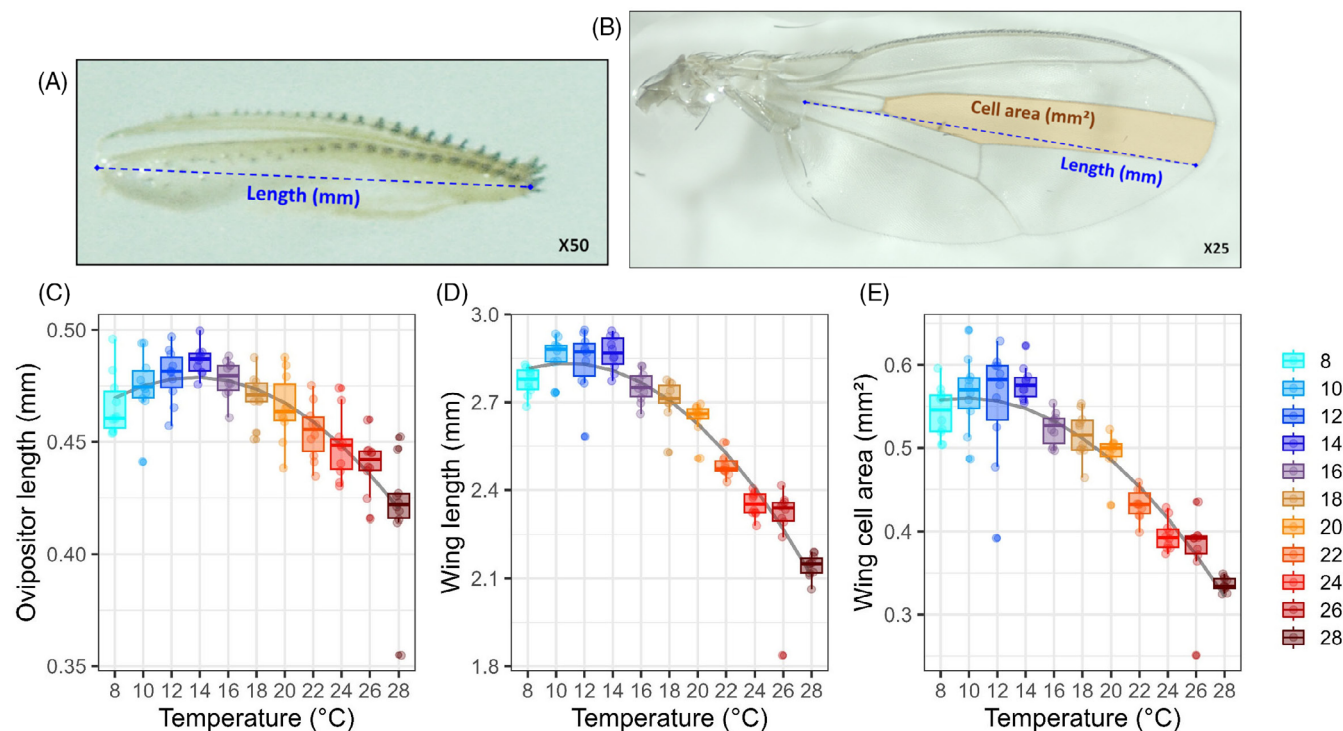 (A)
Length (mm)
X50
(B)
Cell area (mm²)
Length (mm)
X25
(C)
Ovipositor length (mm)
0.50
0.45
0.40
0.35
8 10 12 14 16 18 20 22 24 26 28
Temperature (°C)
(D)
Wing length (mm)
3.0
2.7
2.4
2.1
1.8
8 10 12 14 16 18 20 22 24 26 28
Temperature (°C)
(E)
Wing cell area (mm²)
0.6
0.5
0.4
0.3
8 10 12 14 16 18 20 22 24 26 28
Temperature (°C)
8
10
12
14
16
18
20
22
24
26
28